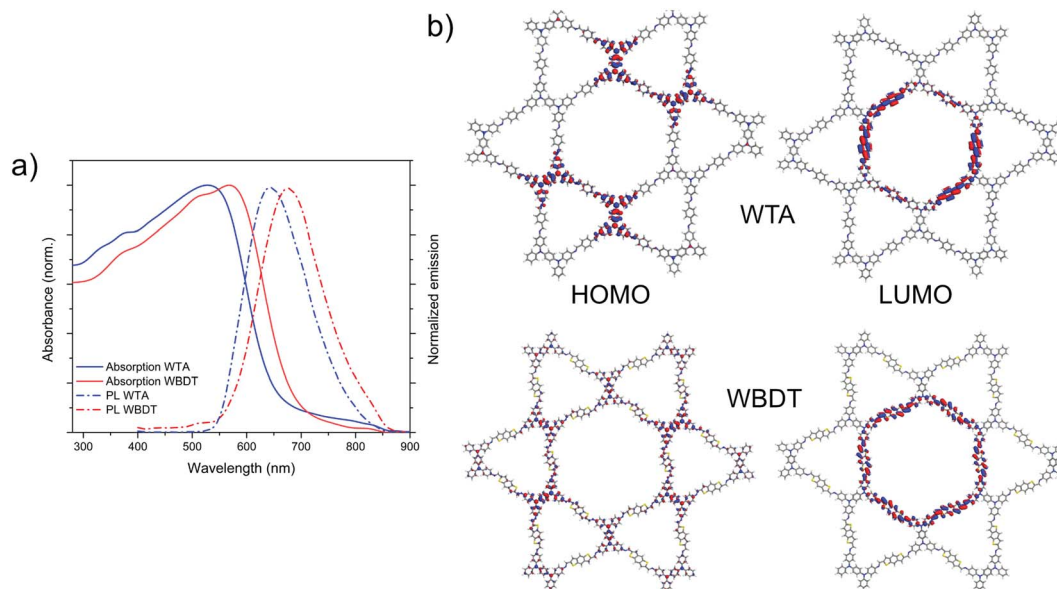 a)
Absorbance (norm.)
Absorption WTA
Absorption WBDT
PL WTA
PL WBDT
300 400 500 600 700 800 900
Wavelength (nm)
Normalized emission
b)
WTA
HOMO
LUMO
WBDT